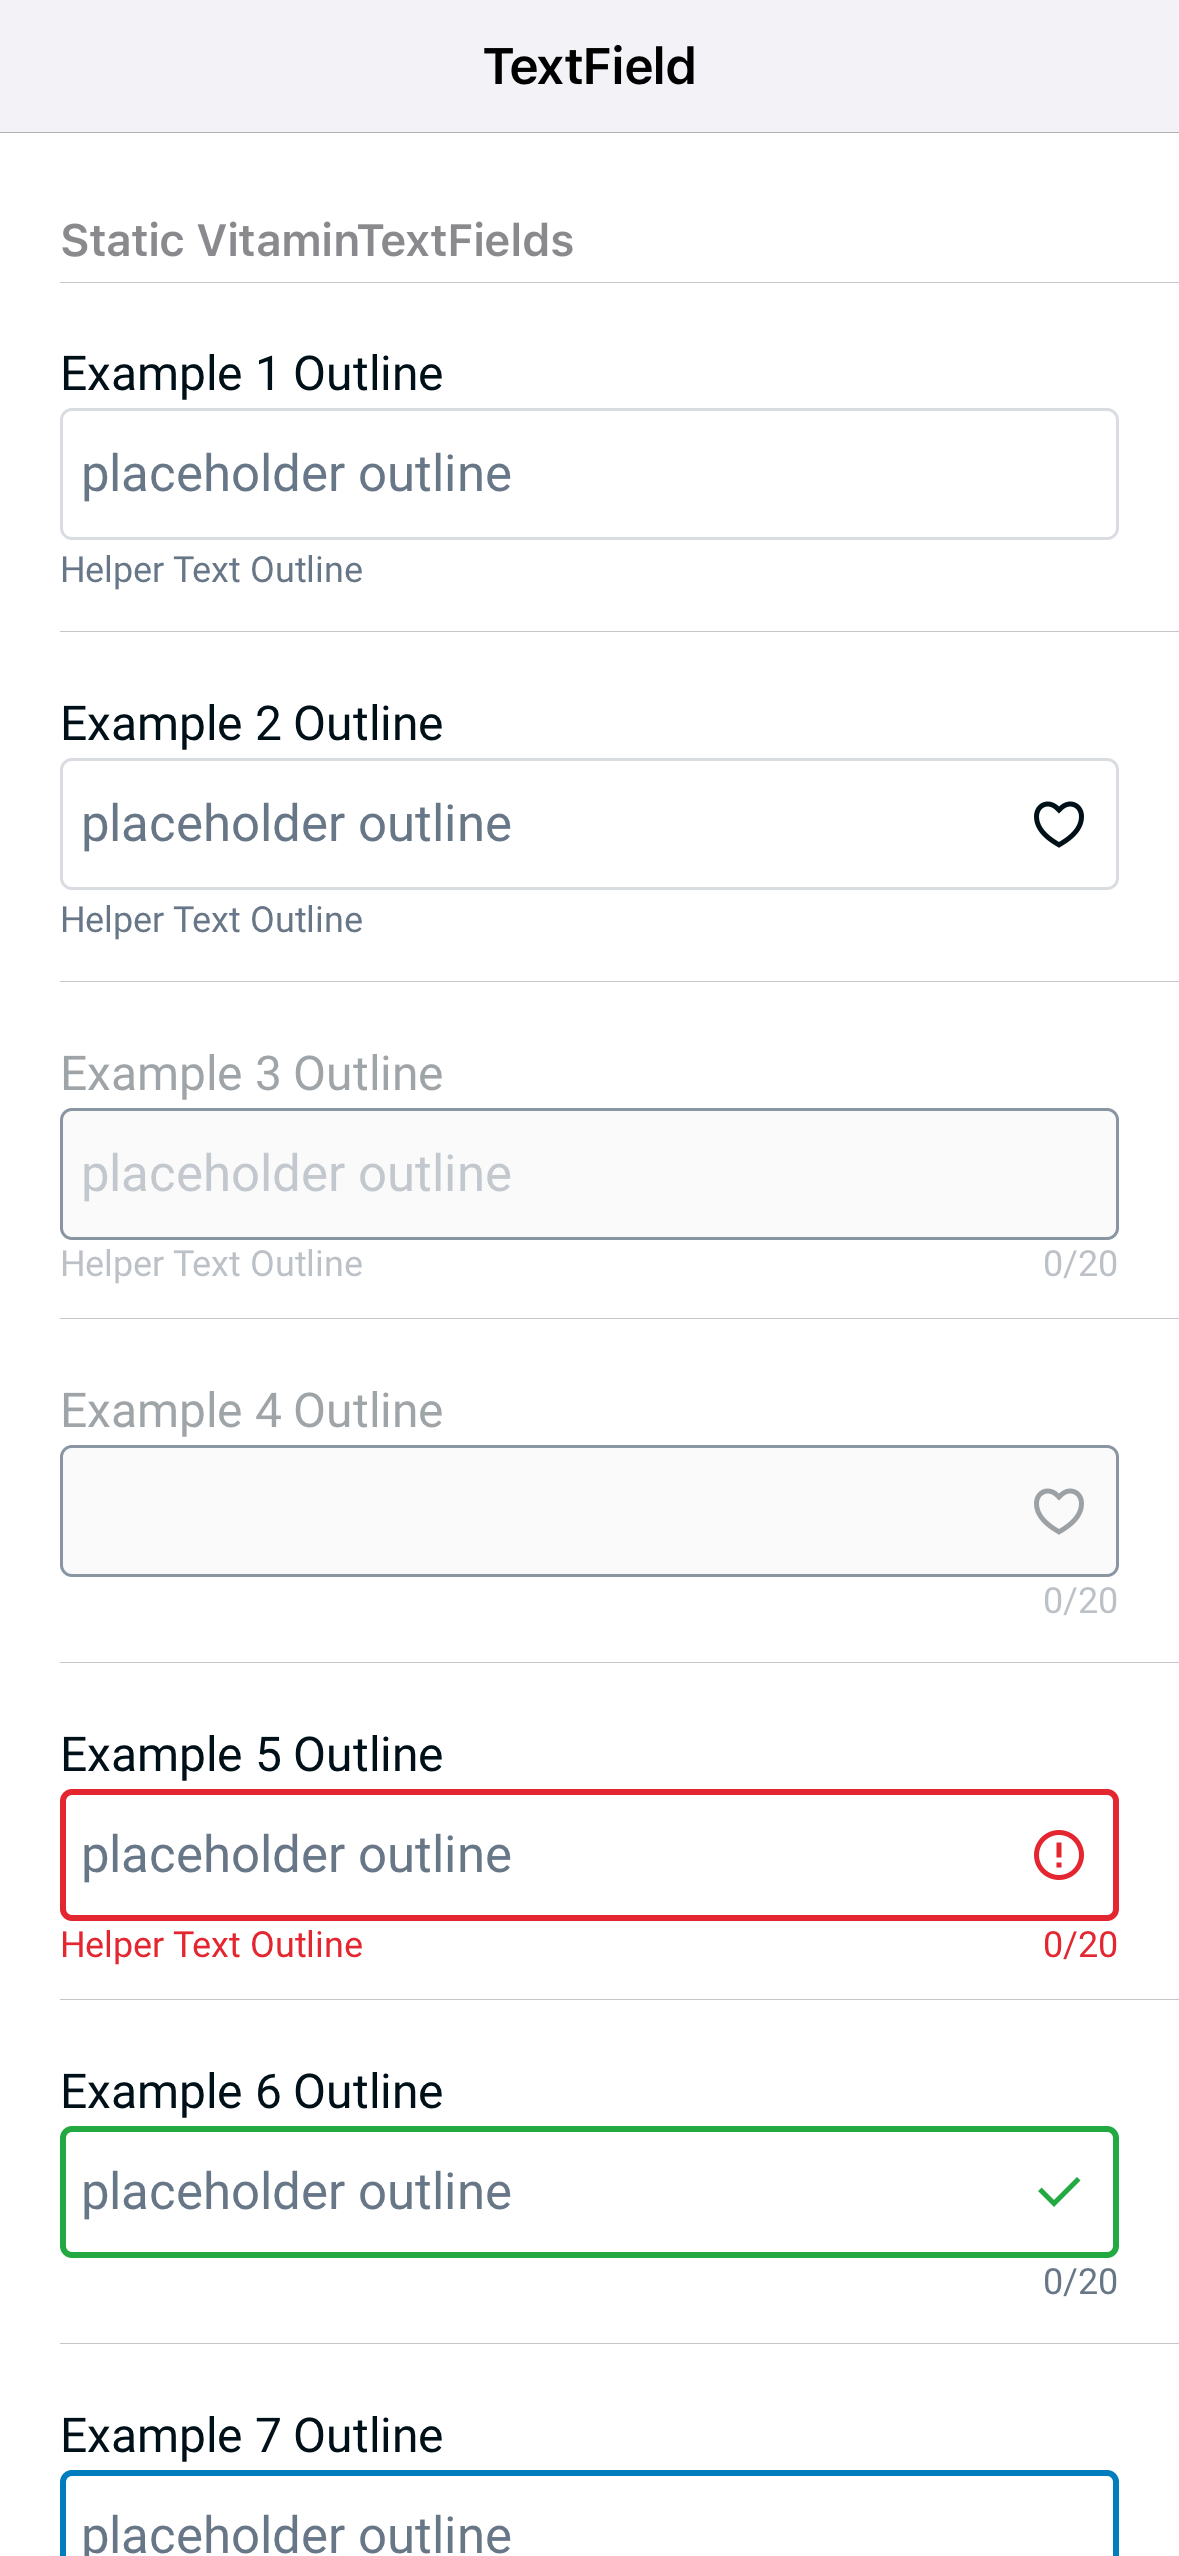 TextField
Static VitaminTextFields
Example 1 Outline
placeholder outline
Helper Text Outline
Example 2 Outline
placeholder outline
Helper Text Outline
Example 3 Outline
placeholder outline
Helper Text Outline 0/20
Example 4 Outline
0/20
Example 5 Outline
placeholder outline
Helper Text Outline 0/20
Example 6 Outline
placeholder outline
0/20
Example 7 Outline
placeholder outline